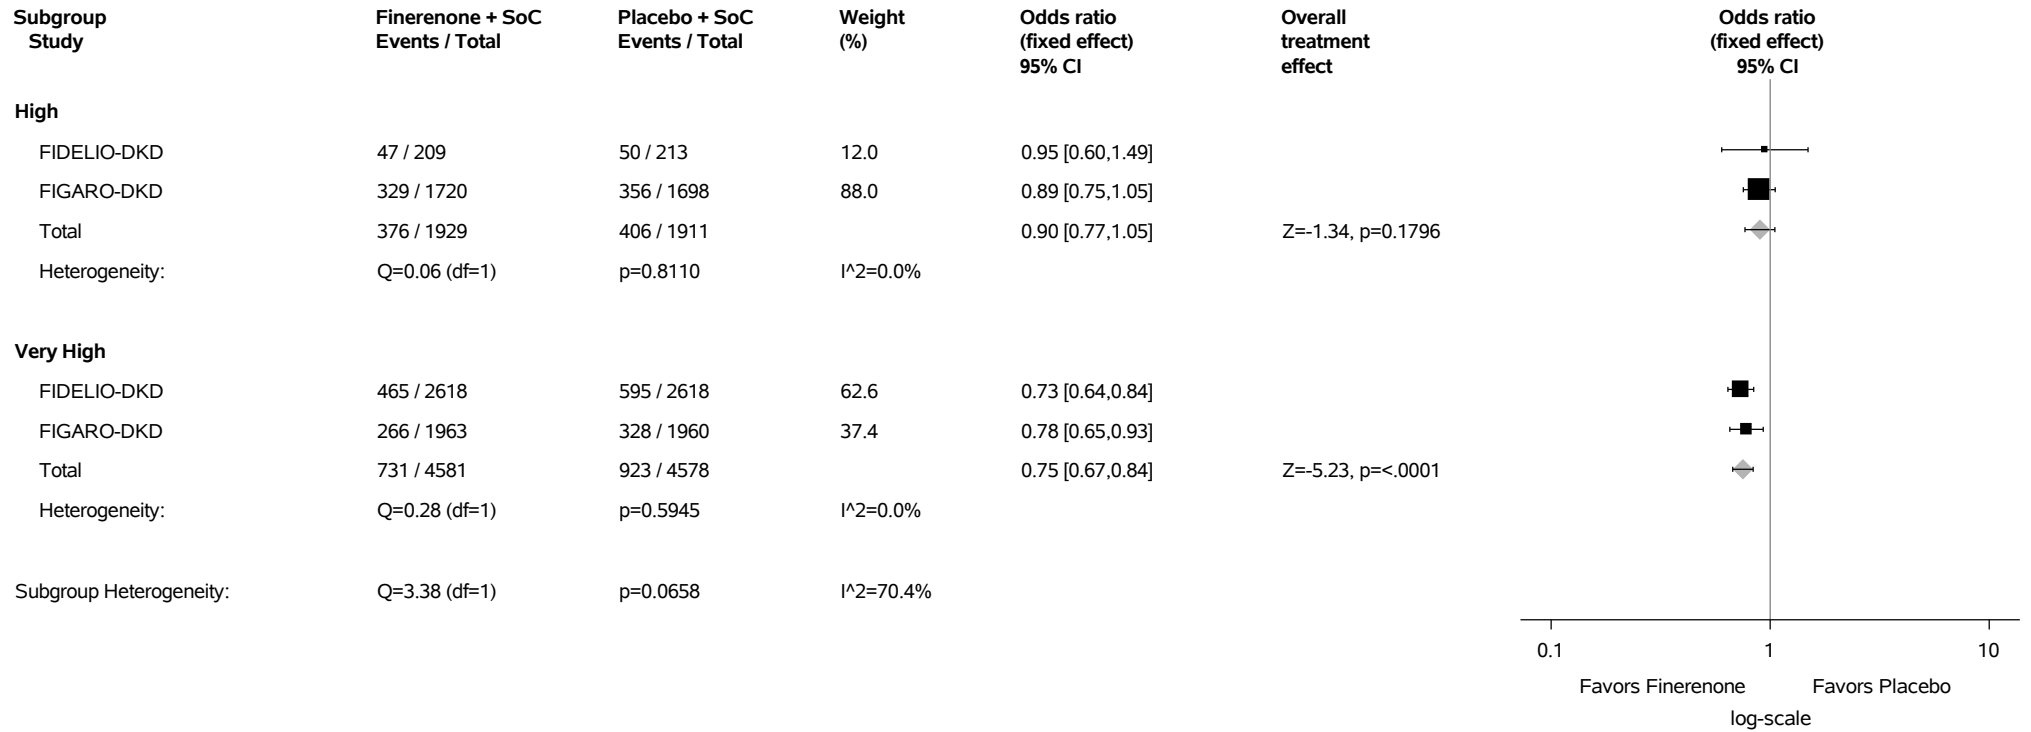 Subgroup Finerenone + SoC Placebo + SoC Weight Odds ratio Overall Odds ratio
Study Events / Total Events / Total (%) (fixed effect) treatment (fixed effect)
95% CI effect 95% CI
High
FIDELIO-DKD 47 / 209 50 / 213 12.0 0.95 [0.60,1.49]
FIGARO-DKD 329 / 1720 356 / 1698 88.0 0.89 [0.75,1.05]
Total 376 / 1929 406 / 1911 0.90 [0.77,1.05] Z=-1.34, p=0.1796
Heterogeneity: Q=0.06 (df=1) p=0.8110 I^2=0.0%
Very High
FIDELIO-DKD 465 / 2618 595 / 2618 62.6 0.73 [0.64,0.84]
FIGARO-DKD 266 / 1963 328 / 1960 37.4 0.78 [0.65,0.93]
Total 731 / 4581 923 / 4578 0.75 [0.67,0.84] Z=-5.23, p=<.0001
Heterogeneity: Q=0.28 (df=1) p=0.5945 I^2=0.0%
Subgroup Heterogeneity: Q=3.38 (df=1) p=0.0658 I^2=70.4%
0.1 1 10
Favors Finerenone Favors Placebo
log-scale